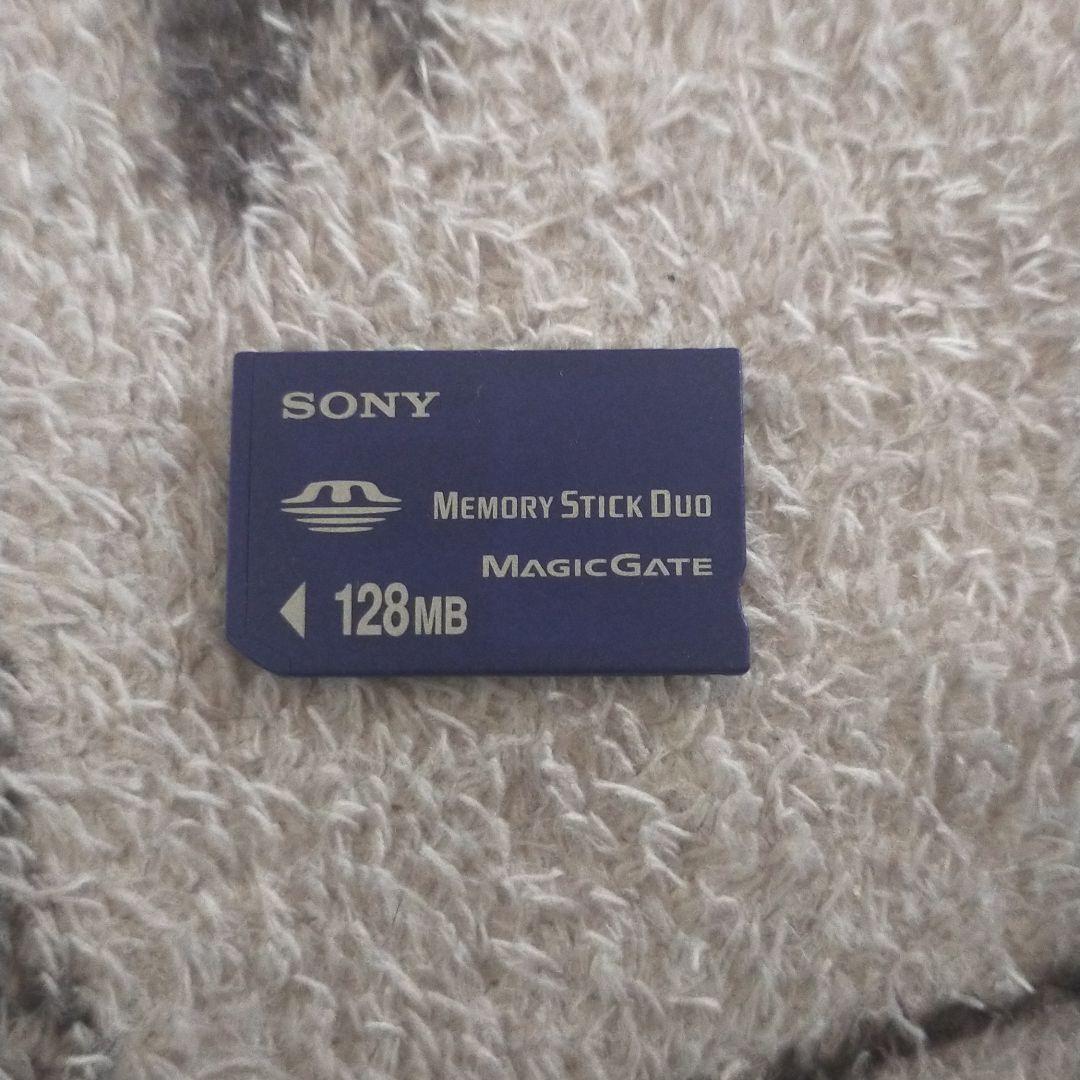 SONY
MEMORY STICK DUO
MAGICGATE
128MB